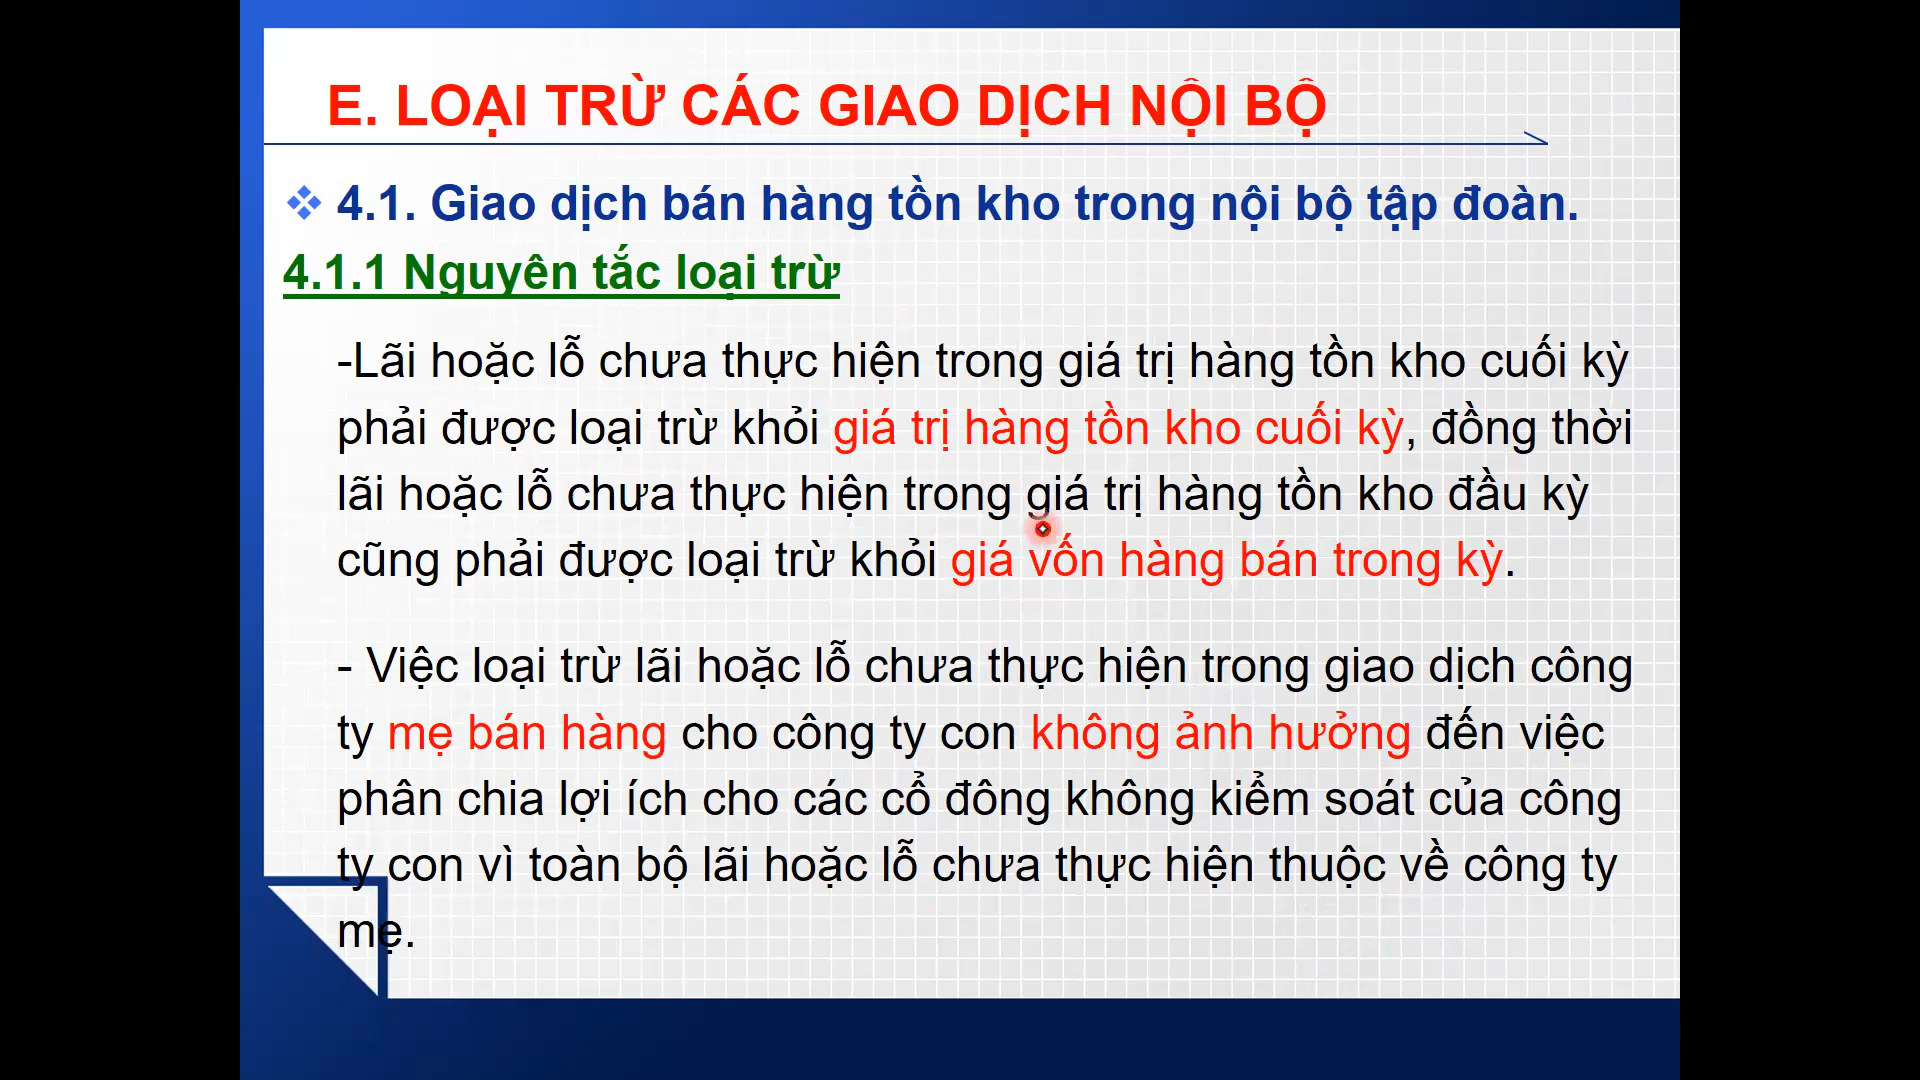 E. LOẠI TRỪ CÁC GIAO DỊCH NỘI BỘ
4.1. Giao dịch bán hàng tồn kho trong nội bộ tập đoàn.
4.1.1 Nguyên tắc loại trừ
-Lãi hoặc lỗ chưa thực hiện trong giá trị hàng tồn kho cuối kỳ
phải được loại trừ khỏi giá trị hàng tồn kho cuối kỳ, đồng thời
lãi hoặc lỗ chưa thực hiện trong giá trị hàng tồn kho đầu kỳ
cũng phải được loại trừ khỏi giá vốn hàng bán trong kỳ.
- Việc loại trừ lãi hoặc lỗ chưa thực hiện trong giao dịch công
ty mẹ bán hàng cho công ty con không ảnh hưởng đến việc
phân chia lợi ích cho các cổ đông không kiểm soát của công
ty con vì toàn bộ lãi hoặc lỗ chưa thực hiện thuộc về công ty
mẹ.